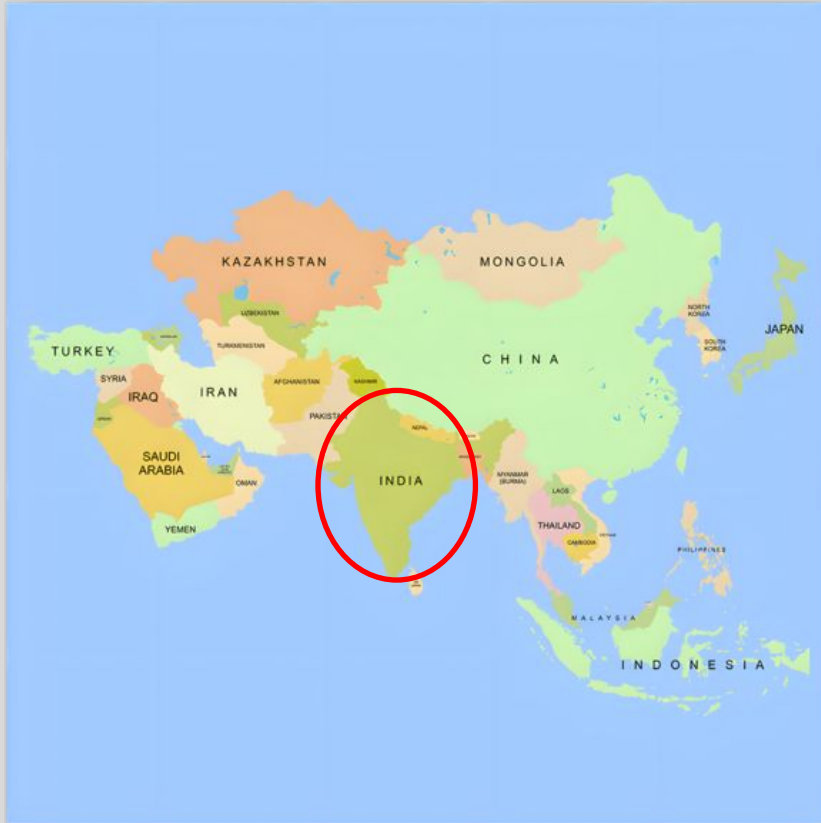 KAZAKHSTAN
MONGOLIA
UZBEKISTAN
NORTH
KOREA
JAPAN
TURKEY
TURKMENISTAN
SOUTH
KOREA
CHINA
SYRIA
AFGHANISTAN
KASHMIR
IRAN
IRAQ
PAKISTAN
NEPAL
SAUDI
ARABIA
INDIA
MYANMAR
(BURMA)
OMAN
LAOS
YEMEN
THAILAND
CAMBODIA
VIETNAM
PHILIPPINES
MALAYSIA
INDONESIA